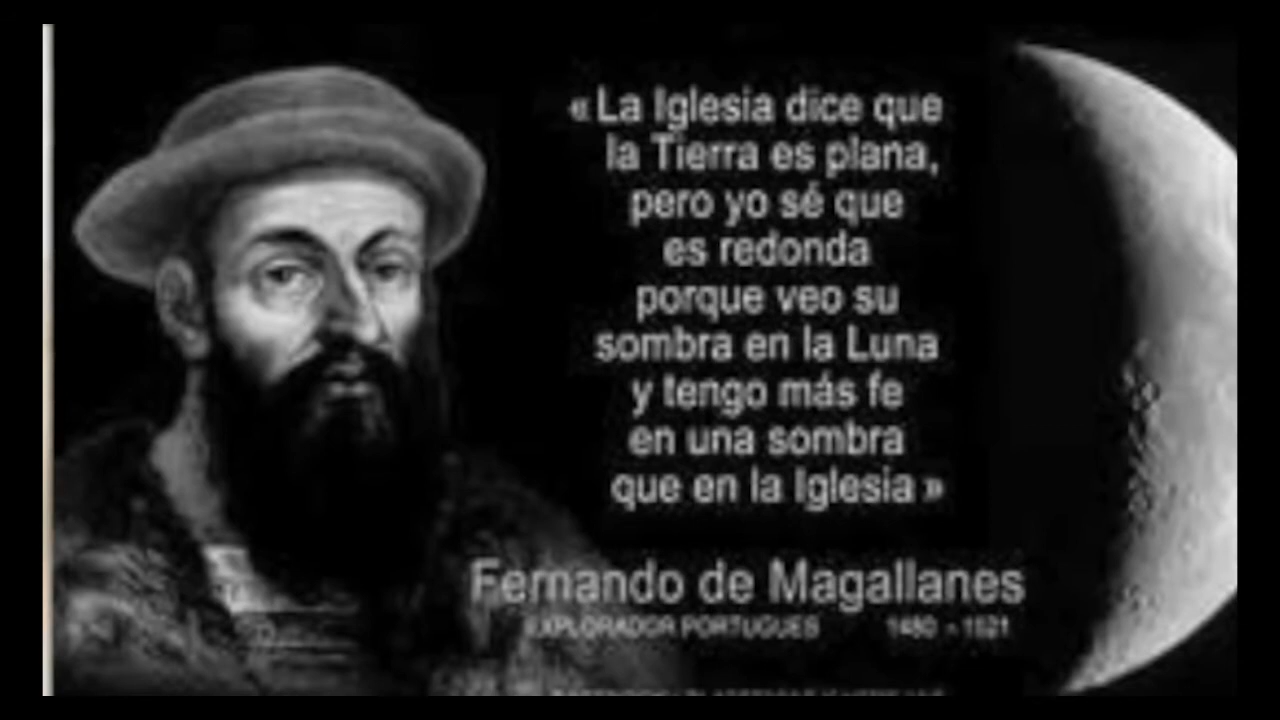 «La Iglesia dice que
la Tierra es plana,
pero yo sé que
es redonda
porque veo su
sombra en la Luna
y tengo más fe
en una sombra
que en la Iglesia»
Fernando de Magallanes
EXPLORADOR PORTUGUES 1480 - 1521